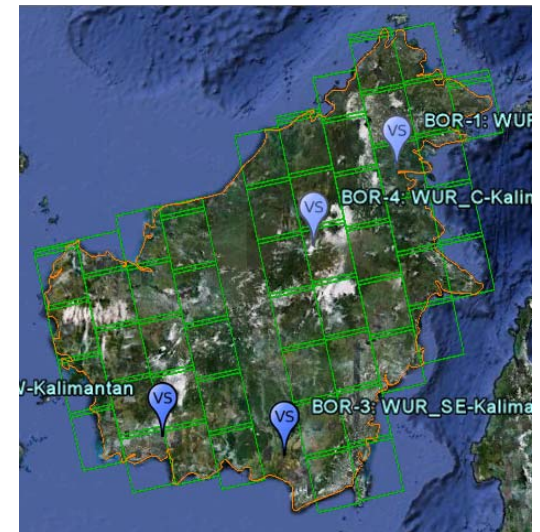 VS
BOR-1: WUR
VS
BOR-4: WUR_C-Kalim
W-Kalimantan
VS
VS
BOR-3: WUR_SE-Kalima